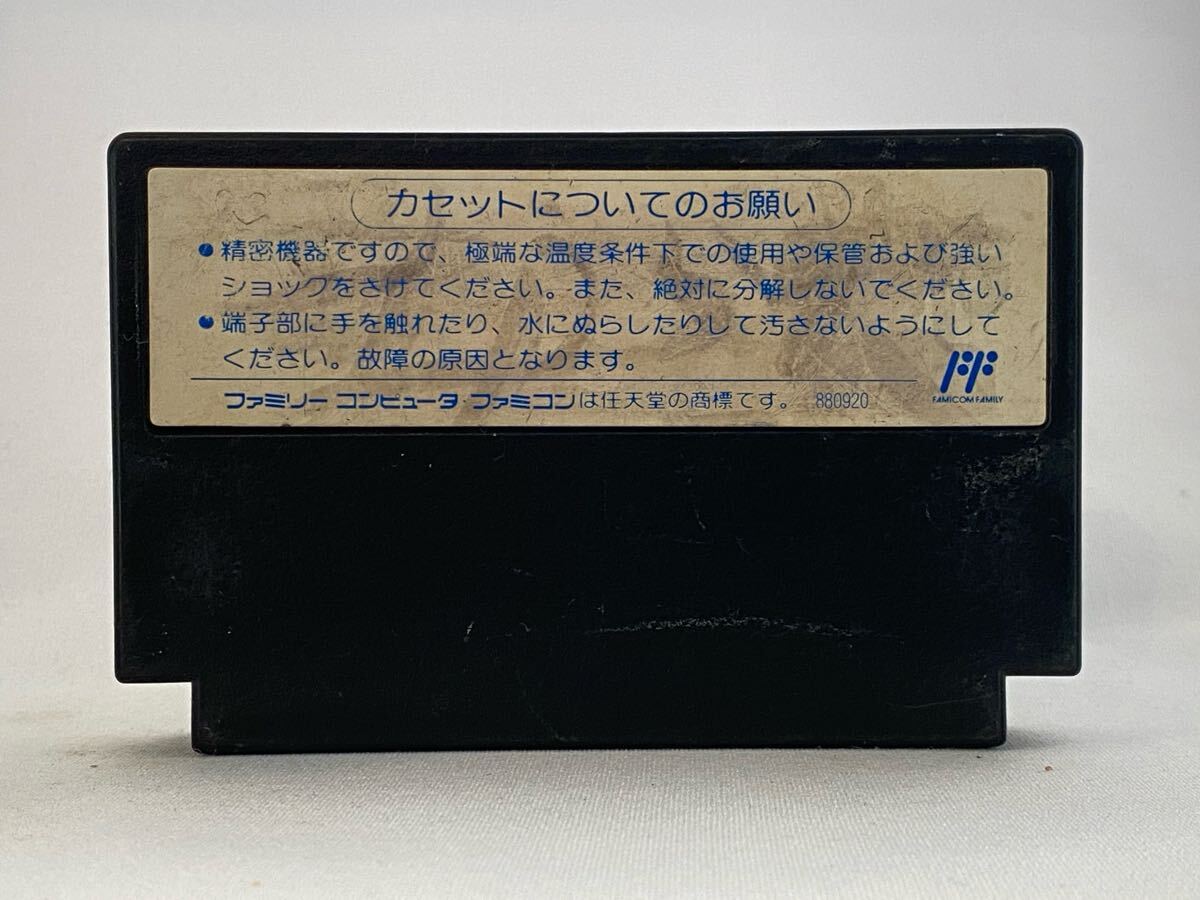 カセットについてのお願い
●精密機器ですので、極端な温度条件下での使用や保管および強い
ショックをさけてください。また、絶対に分解しないでください。
●端子部に手を触れたり、水にぬらしたりして汚さないようにして
ください。故障の原因となります。
ファミリー コンピュータ・ファミコンは任天堂の商標です。 880920
FF
FAMICOM FAMILY